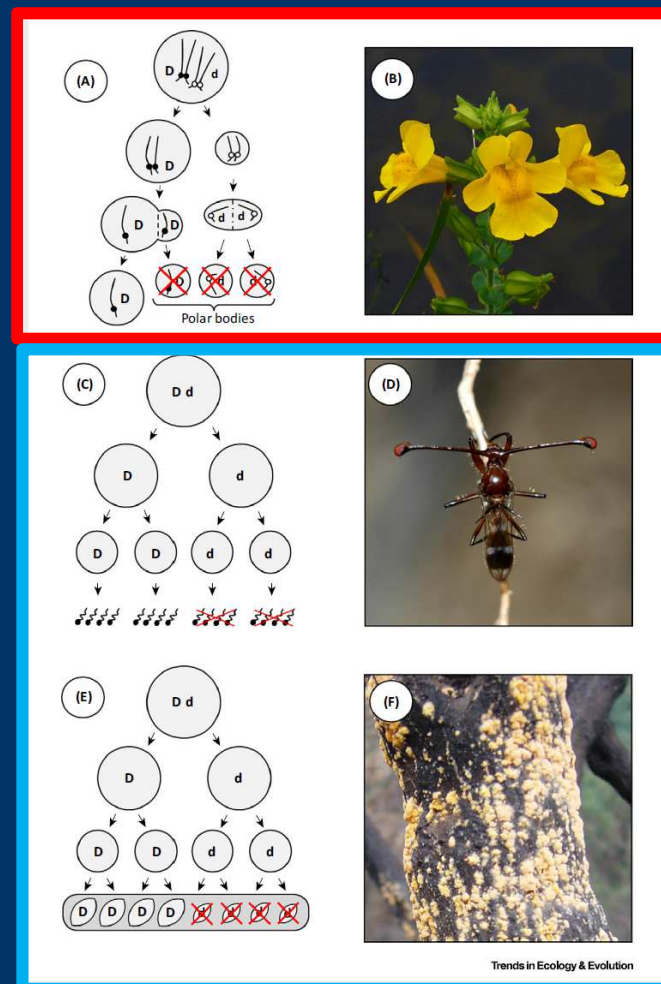 (A)
D d
D
D D d d
D
D d d
Polar bodies
(B)
(C)
D d
D d
D D d d
(D)
(E)
D d
D d
D D d d
D D D D d d d d
(F)
Trends in Ecology & Evolution